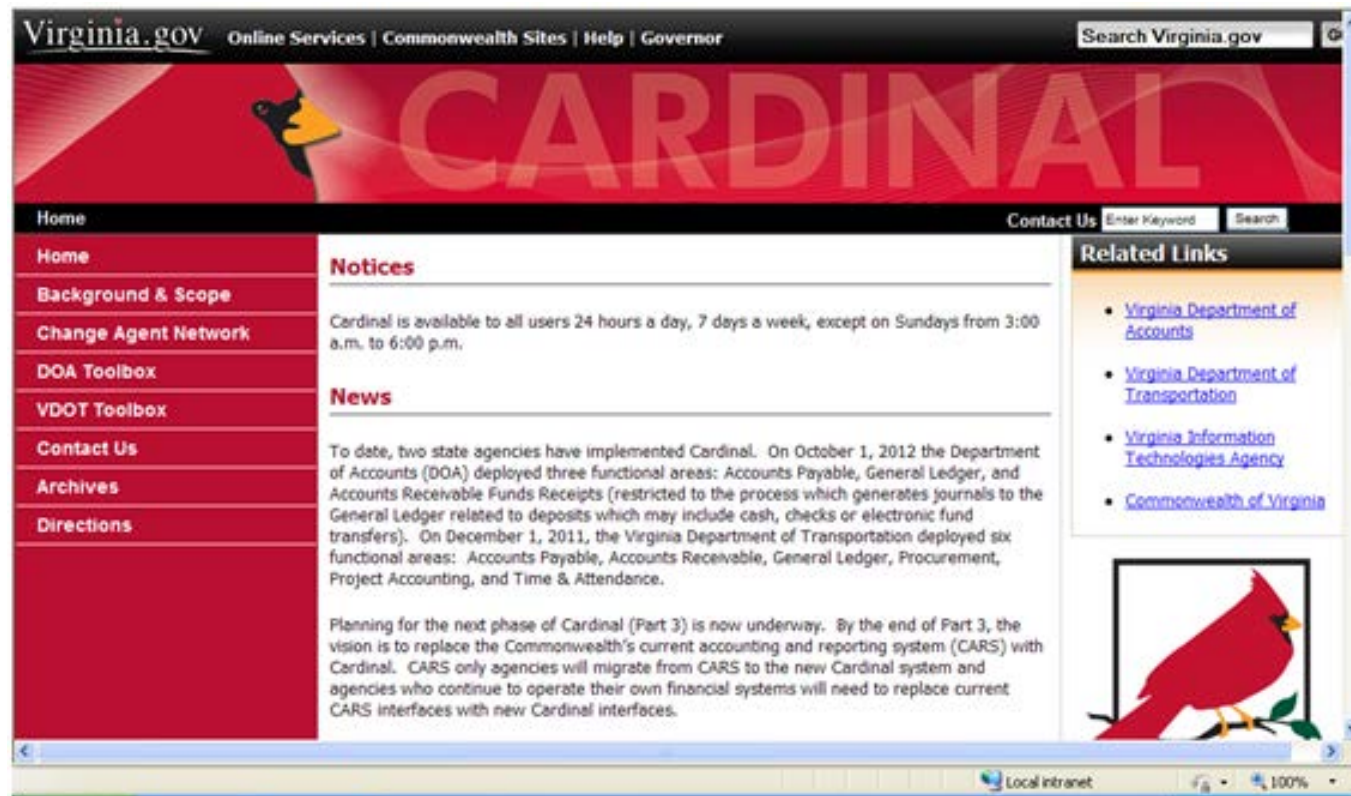 Virginia.gov Online Services | Commonwealth Sites | Help | Governor Search Virginia.gov
CARDINAL
Home Contact Us Enter Keyword Search
Home
Background & Scope
Change Agent Network
DOA Toolbox
VDOT Toolbox
Contact Us
Archives
Directions
Notices
Cardinal is available to all users 24 hours a day, 7 days a week, except on Sundays from 3:00
a.m. to 6:00 p.m.
News
To date, two state agencies have implemented Cardinal. On October 1, 2012 the Department
of Accounts (DOA) deployed three functional areas: Accounts Payable, General Ledger, and
Accounts Receivable Funds Receipts (restricted to the process which generates journals to the
General Ledger related to deposits which may include cash, checks or electronic fund
transfers). On December 1, 2011, the Virginia Department of Transportation deployed six
functional areas: Accounts Payable, Accounts Receivable, General Ledger, Procurement,
Project Accounting, and Time & Attendance.
Planning for the next phase of Cardinal (Part 3) is now underway. By the end of Part 3, the
vision is to replace the Commonwealth's current accounting and reporting system (CARS) with
Cardinal. CARS only agencies will migrate from CARS to the new Cardinal system and
agencies who continue to operate their own financial systems will need to replace current
CARS interfaces with new Cardinal interfaces.
Related Links
Virginia Department of
Accounts
Virginia Department of
Transportation
Virginia Information
Technologies Agency
Commonwealth of Virginia
Local intranet 100%